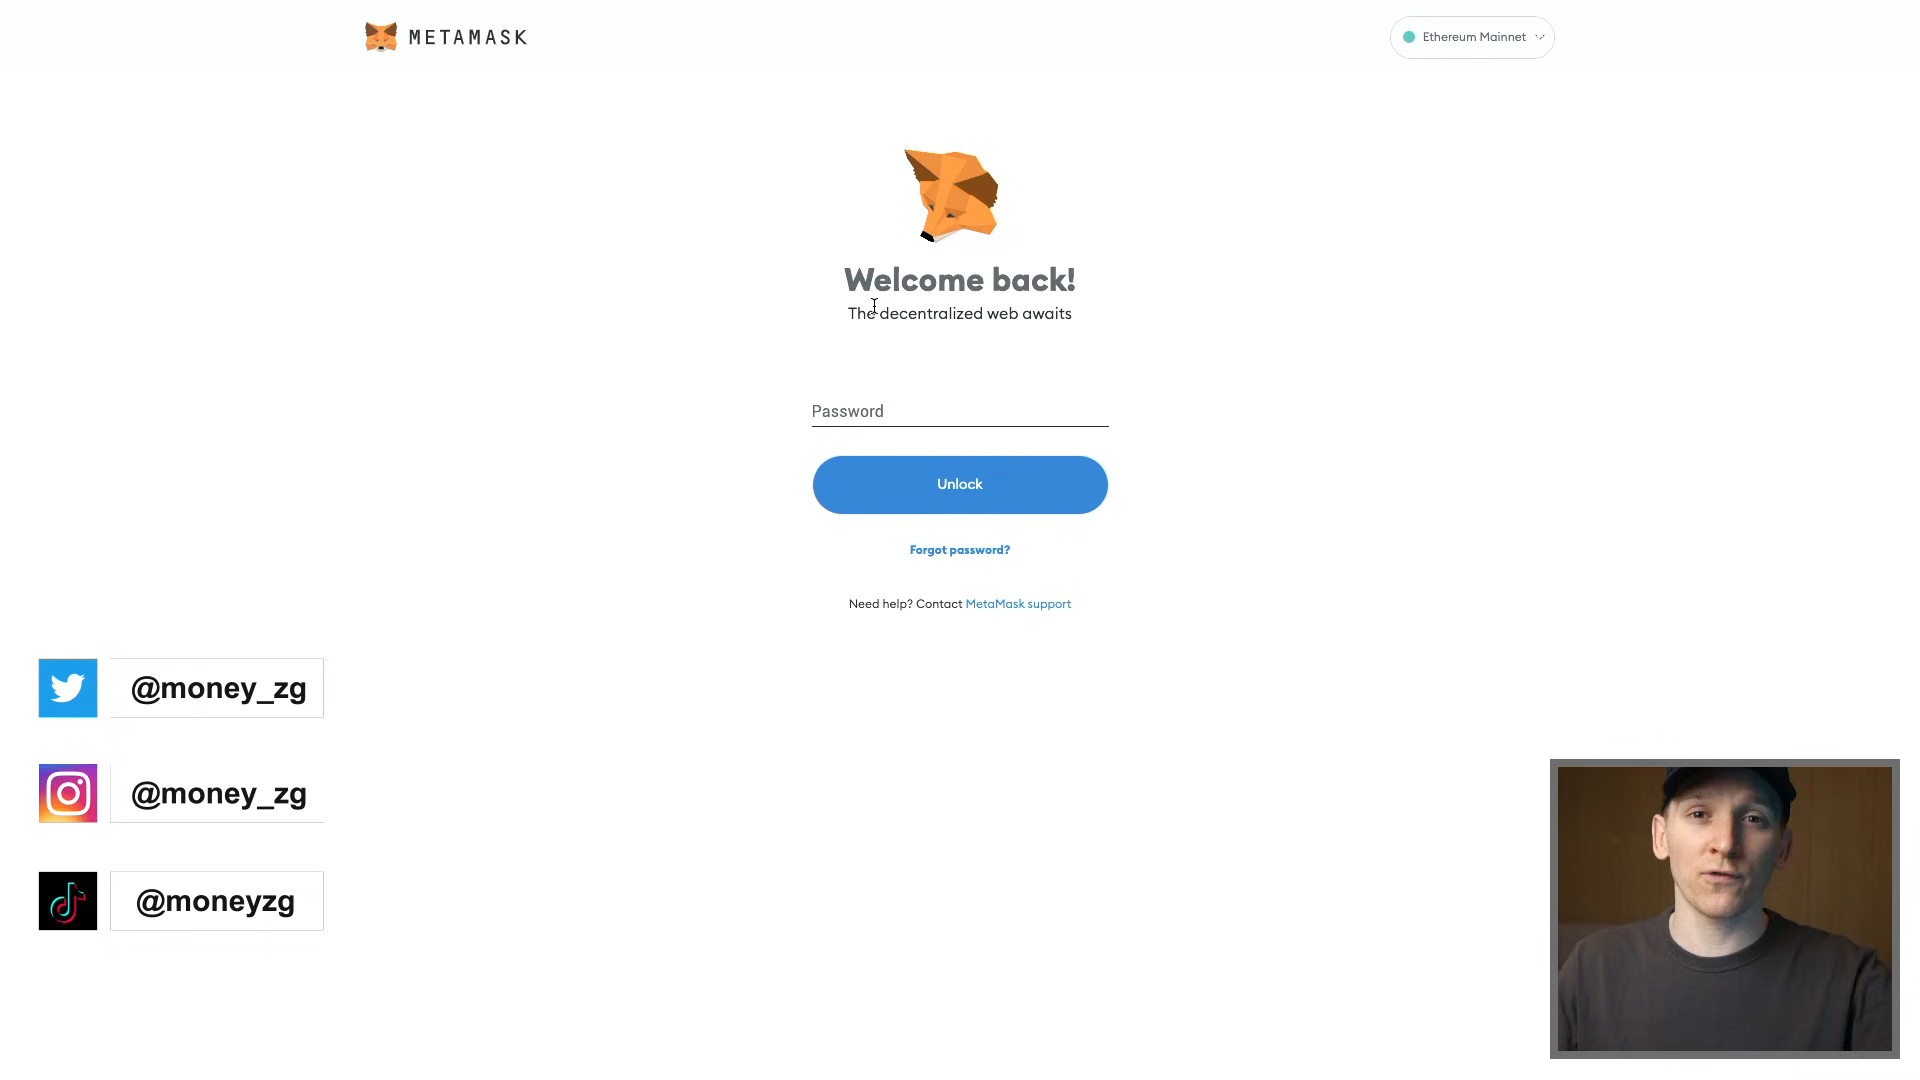 METAMASK
Ethereum Mainnet
Welcome back!
The decentralized web awaits
Password
Unlock
Forgot password?
Need help? Contact MetaMask support
@money_zg
@money_zg
@moneyzg